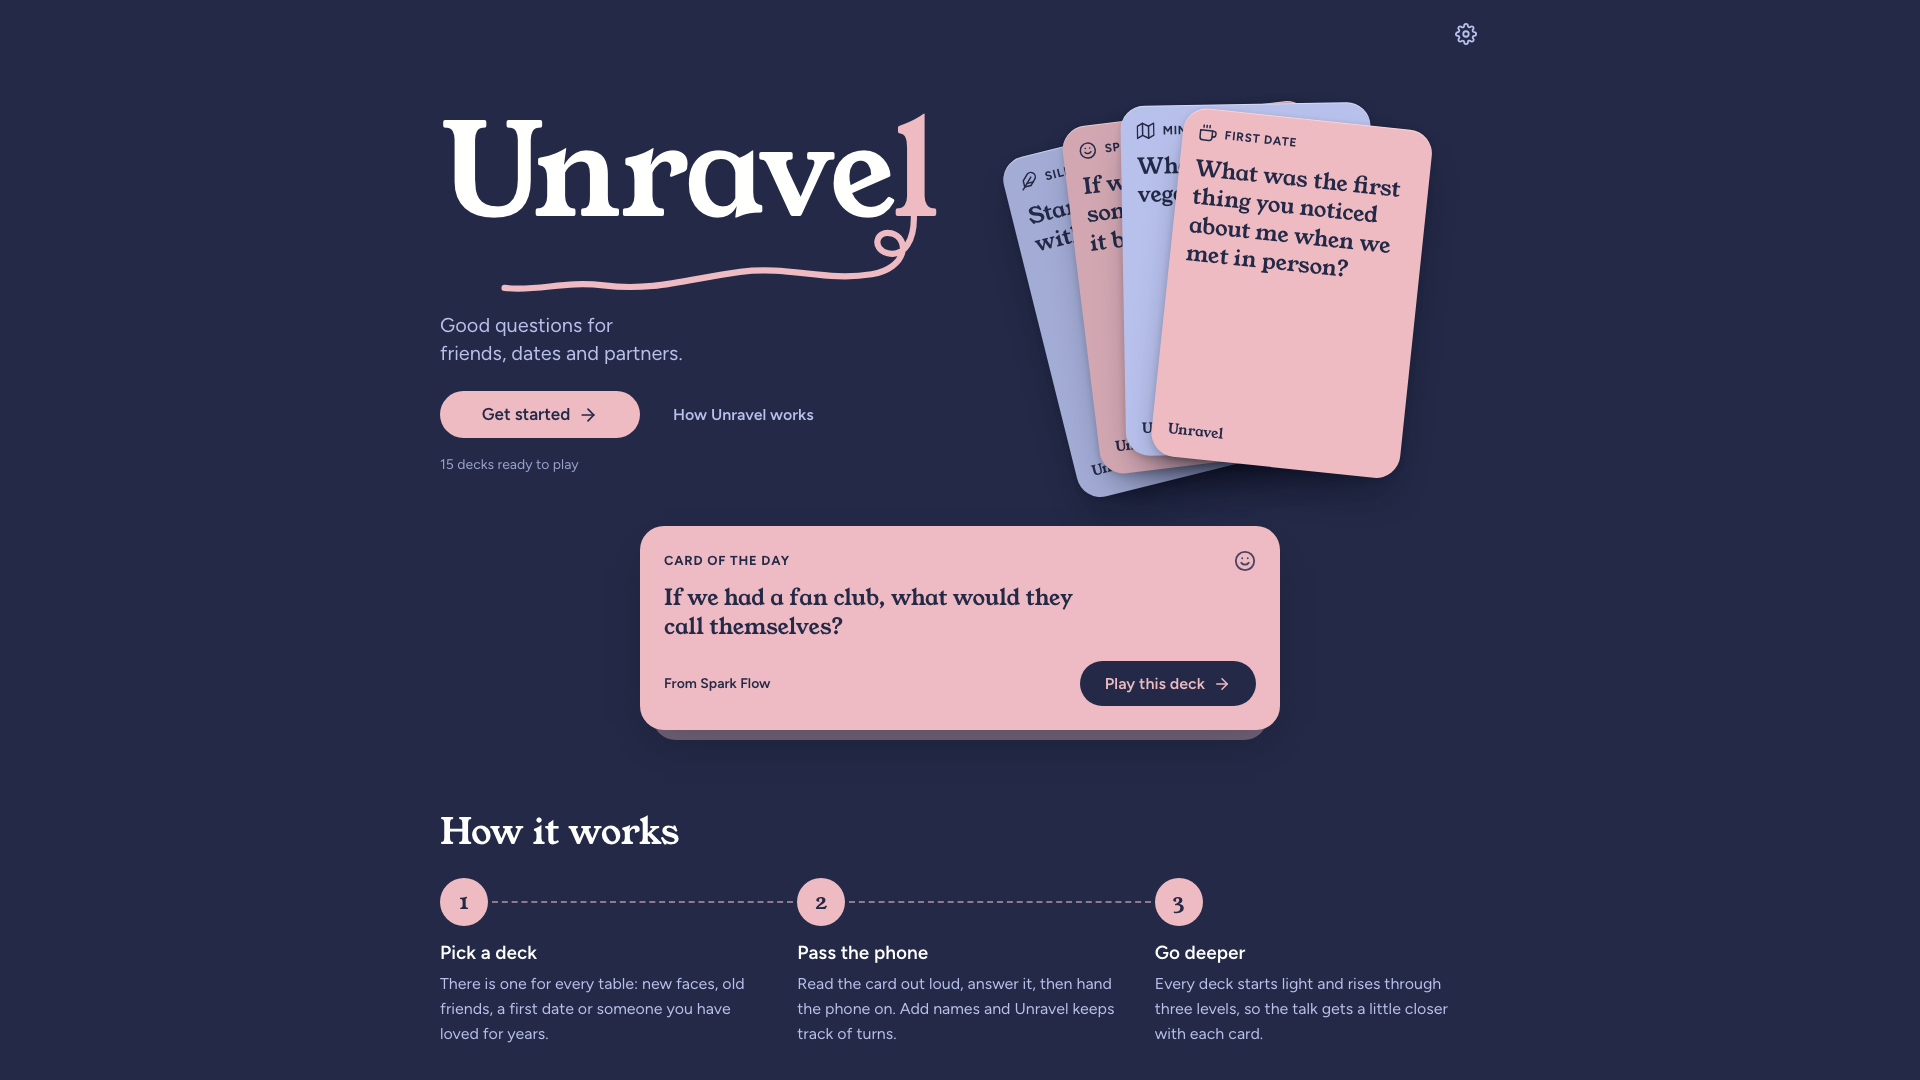 Unravel
Good questions for
friends, dates and partners.
Get started
How Unravel works
15 decks ready to play
FIRST DATE
What was the first
thing you noticed
about me when we
met in person?
Unravel
CARD OF THE DAY
If we had a fan club, what would they
call themselves?
From Spark Flow
Play this deck
How it works
1
2
3
Pick a deck
There is one for every table: new faces, old
friends, a first date or someone you have
loved for years.
Pass the phone
Read the card out loud, answer it, then hand
the phone on. Add names and Unravel keeps
track of turns.
Go deeper
Every deck starts light and rises through
three levels, so the talk gets a little closer
with each card.